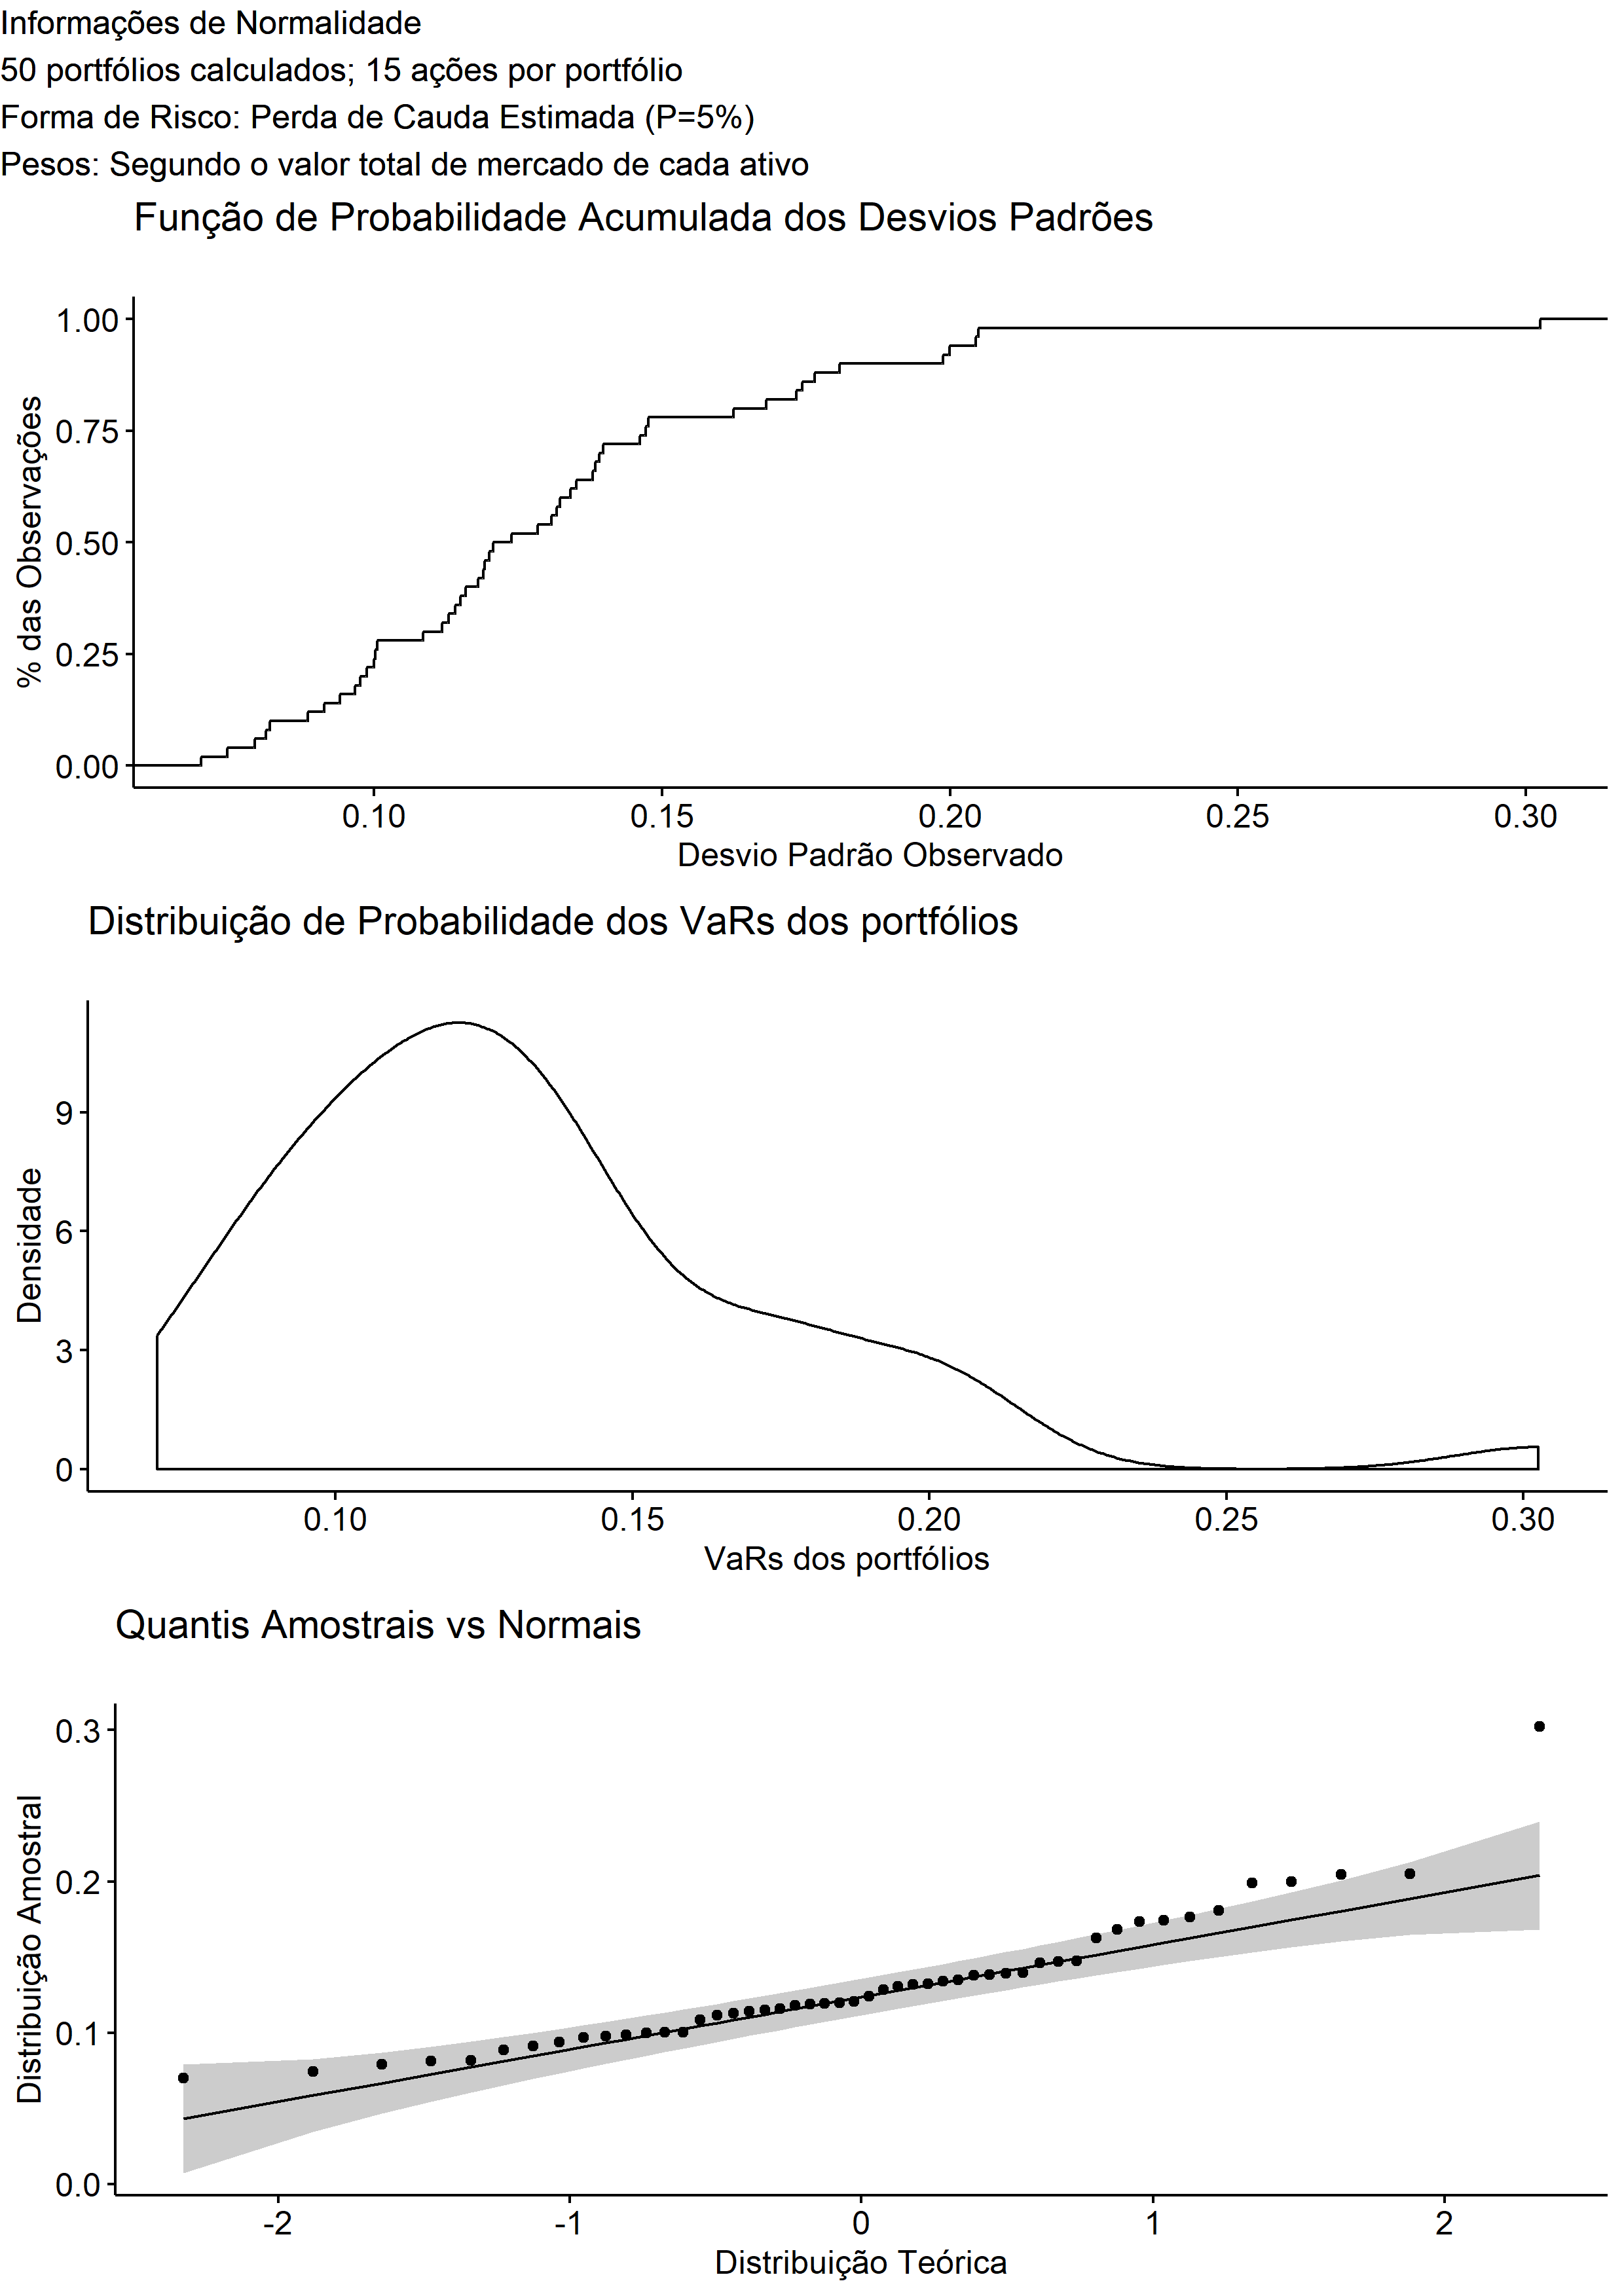 Informações de Normalidade
50 portfólios calculados; 15 ações por portfólio
Forma de Risco: Perda de Cauda Estimada (P=5%)
Pesos: Segundo o valor total de mercado de cada ativo
Função de Probabilidade Acumulada dos Desvios Padrões
% das Observações
1.00
0.75
0.50
0.25
0.00
0.10 0.15 0.20 0.25 0.30
Desvio Padrão Observado
Distribuição de Probabilidade dos VaRs dos portfólios
Densidade
9
6
3
0
0.10 0.15 0.20 0.25 0.30
VaRs dos portfólios
Quantis Amostrais vs Normais
Distribuição Amostral
0.3
0.2
0.1
0.0
-2 -1 0 1 2
Distribuição Teórica